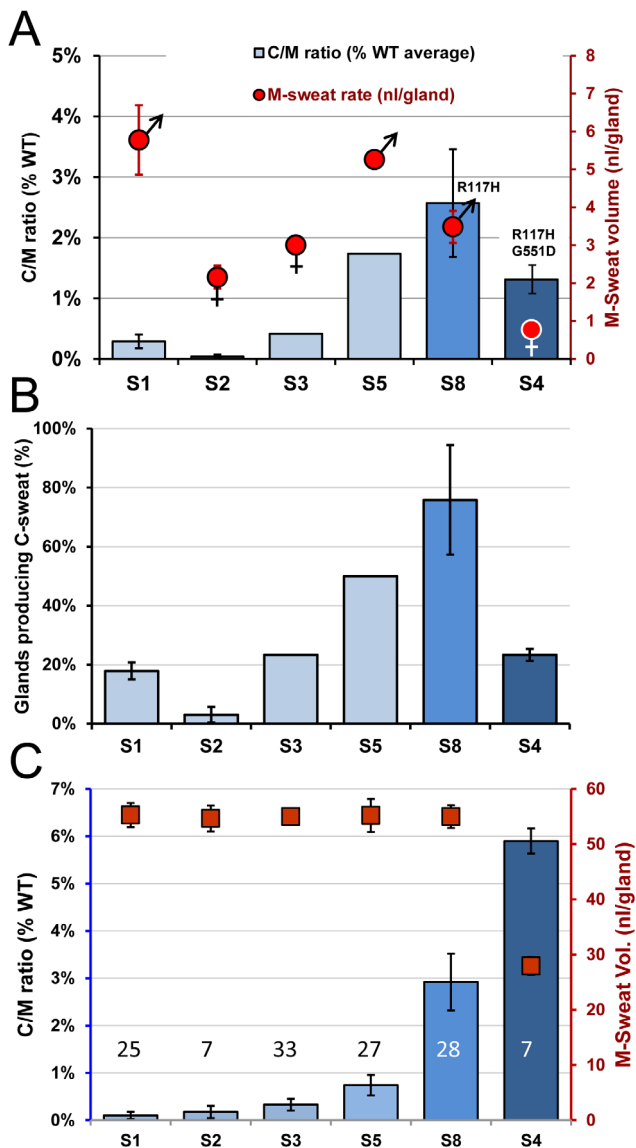 A
C/M ratio (% WT average)
M-sweat rate (nl/gland)
5%
4%
3%
2%
1%
0%
C/M ratio (% WT)
8
7
6
5
4
3
2
1
0
M-Sweat volume (nl/gland)
R117H
R117H
G551D
S1 S2 S3 S5 S8 S4
B
100%
80%
60%
40%
20%
0%
Glands producing C-sweat (%)
S1 S2 S3 S5 S8 S4
C
7%
6%
5%
4%
3%
2%
1%
0%
C/M ratio (% WT)
60
50
40
30
20
10
0
M-Sweat Vol. (nl/gland)
25 7 33 27 28 7
S1 S2 S3 S5 S8 S4